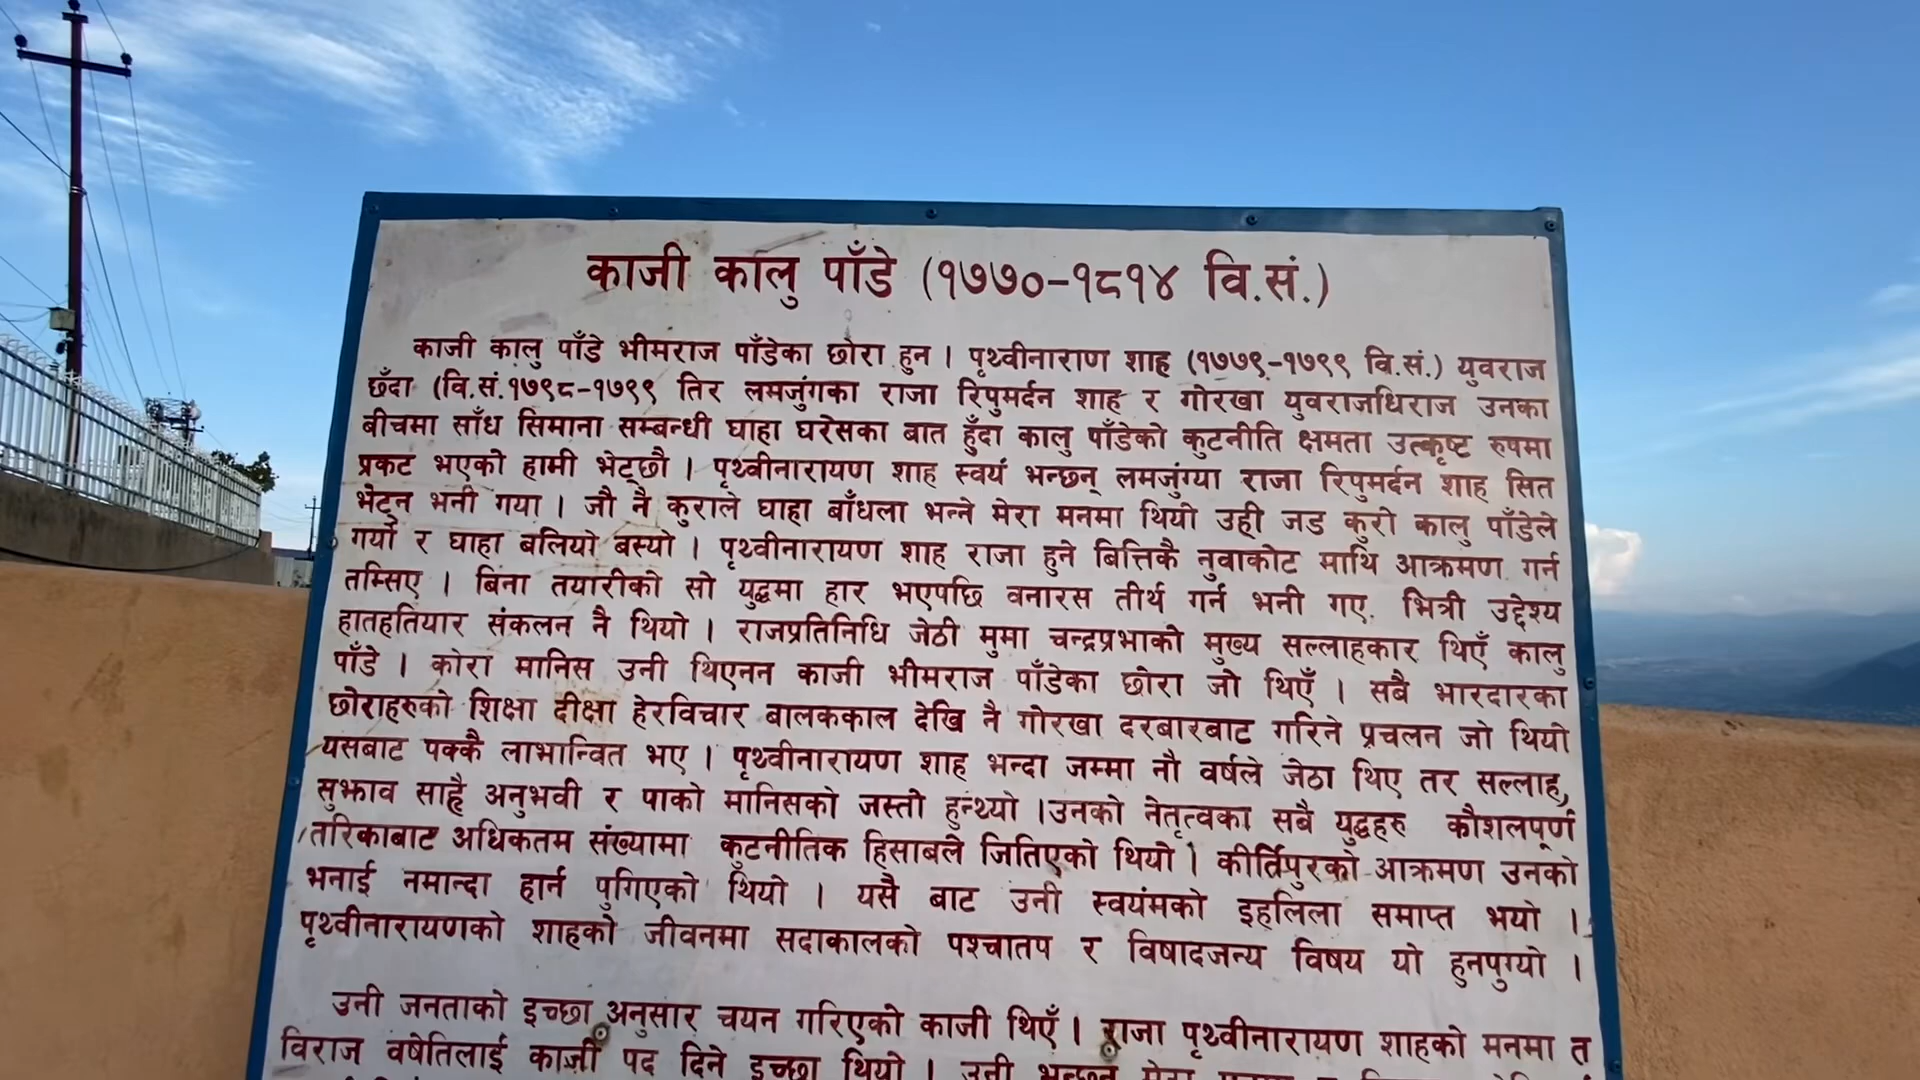 काजी कालु पाँडे (१७७०-१८१४ वि.सं.)
काजी कालु पाँडे भीमराज पाँडेका छोरा हुन । पृथ्वीनाराण शाह (१७७९-१७९९ वि.सं.) युवराज
छँदा (वि.सं.१७९८-१७९९ तिर लमजुंगका राजा रिपुमर्दन शाह र गोरखा युवराजधिराज उनका
बीचमा साँध सिमाना सम्बन्धी घाहा घरेसका बात हुँदा कालु पाँडेको कुटनीति क्षमता उत्कृष्ट रुपमा
प्रकट भएको हामी भेट्छौ । पृथ्वीनारायण शाह स्वयं भन्छन् लमजुंग्या राजा रिपुमर्दन शाह सित
भेट्न भनी गया । जौ नै कुराले घाहा बाँधला भन्ने मेरा मनमा थियो उही जड कुरो कालु पाँडेले
गर्यो र घाहा बलियो बस्यो । पृथ्वीनारायण शाह राजा हुने बित्तिकै नुवाकोट माथि आक्रमण गर्न
तम्सिए । बिना तयारीको सो युद्धमा हार भएपछि वनारस तीर्थ गर्न भनी गए. भित्री उद्देश्य
हातहतियार संकलन नै थियो । राजप्रतिनिधि जेठी मुमा चन्द्रप्रभाको मुख्य सल्लाहकार थिएँ कालु
पाँडे । कोरा मानिस उनी थिएनन काजी भीमराज पाँडेका छोरा जो थिएँ । सबै भारदारका
छोराहरुको शिक्षा दीक्षा हेरविचार बालककाल देखि नै गोरखा दरबारबाट गरिने प्रचलन जो थियो
यसबाट पक्कै लाभान्वित भए । पृथ्वीनारायण शाह भन्दा जम्मा नौ वर्षले जेठा थिए तर सल्लाह,
सुझाव साह्रै अनुभवी र पाको मानिसको जस्तो हुन्थ्यो ।उनको नेतृत्वका सबै युद्धहरु कौशलपूर्ण
तरिकाबाट अधिकतम संख्यामा कुटनीतिक हिसाबले जितिएको थियो । कीर्तिपुरको आक्रमण उनको
भनाई नमान्दा हार्न पुगिएको थियो । यसै बाट उनी स्वयंमको इहलिला समाप्त भयो ।
पृथ्वीनारायणको शाहको जीवनमा सदाकालको पश्चातप र विषादजन्य विषय यो हुनपुग्यो ।
उनी जनताको इच्छा अनुसार चयन गरिएको काजी थिएँ । राजा पृथ्वीनारायण शाहको मनमा त
विराज वषेतिलाई काजी पद दिने इच्छा थियो । उनी भन्छन मेरा